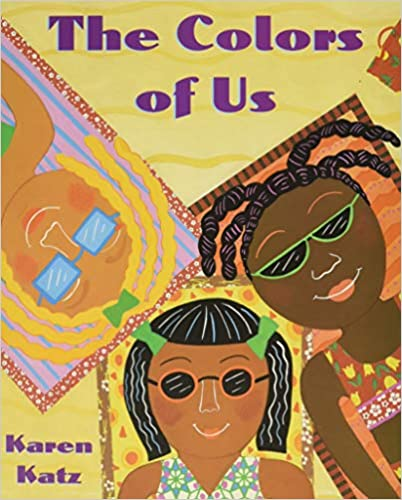 The Colors
of Us
Karen
Katz